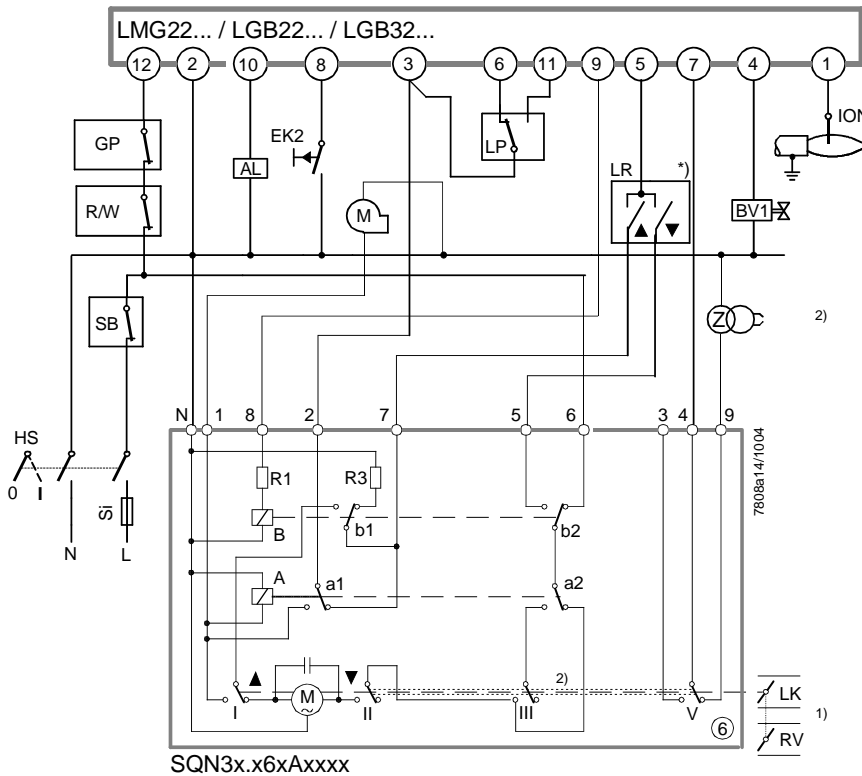 LMG22... / LGB22... / LGB32...
12 2 10 8 3 6 11 9 5 7 4 1
ION
GP
EK2
LP
LR *)
AL
R/W
M
BV1
SB
Z 2)
N 1 8 2 7 5 6 3 4 9
HS
0 I
Si
N L
R1 R3
B b1 b2
A a1 a2
7808a14/1004
▲ ▼
M
~
I II III V
2)
6
LK
1)
RV
SQN3x.x6xAxxxx